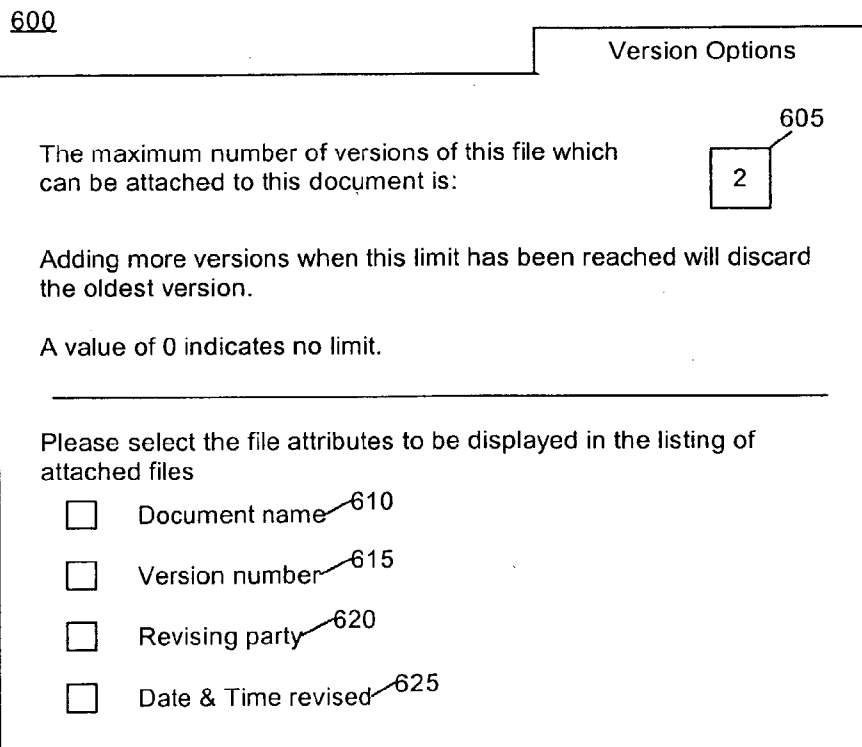 600
Version Options
605
The maximum number of versions of this file which
can be attached to this document is:
2
Adding more versions when this limit has been reached will discard
the oldest version.
A value of 0 indicates no limit.
Please select the file attributes to be displayed in the listing of
attached files
Document name 610
Version number 615
Revising party 620
Date & Time revised 625